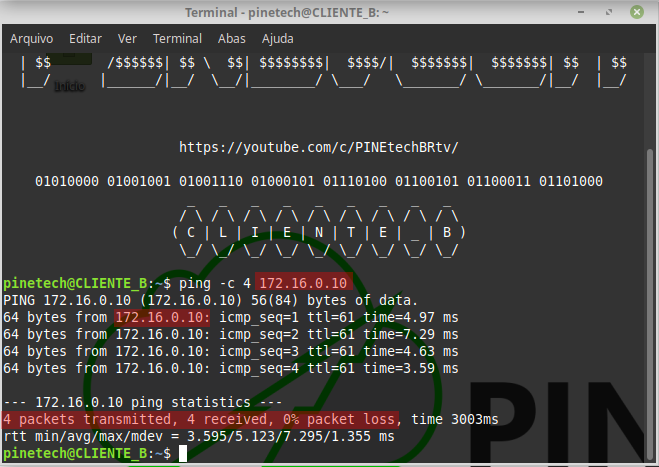 Terminal - pinetech@CLIENTE_B: ~
Arquivo Editar Ver Terminal Abas Ajuda
Início
| $$ /$$$$$$| $$ \ $$| $$$$$$$$| $$$$/| $$$$$$$| $$$$$$$| $$ | $$
|__/ |______/|__/ \__/|________/ \___/ \_______/ \_______/|__/ |__/
https://youtube.com/c/PINEtechBRtv/
01010000 01001001 01001110 01000101 01110100 01100101 01100011 01101000
_ _ _ _ _ _ _ _ _
/ \ / \ / \ / \ / \ / \ / \ / \ / \
( C | L | I | E | N | T | E | _ | B )
\_/ \_/ \_/ \_/ \_/ \_/ \_/ \_/ \_/
pinetech@CLIENTE_B:~$ ping -c 4 172.16.0.10
PING 172.16.0.10 (172.16.0.10) 56(84) bytes of data.
64 bytes from 172.16.0.10: icmp_seq=1 ttl=61 time=4.97 ms
64 bytes from 172.16.0.10: icmp_seq=2 ttl=61 time=7.29 ms
64 bytes from 172.16.0.10: icmp_seq=3 ttl=61 time=4.63 ms
64 bytes from 172.16.0.10: icmp_seq=4 ttl=61 time=3.59 ms
--- 172.16.0.10 ping statistics ---
4 packets transmitted, 4 received, 0% packet loss, time 3003ms
rtt min/avg/max/mdev = 3.595/5.123/7.295/1.355 ms
pinetech@CLIENTE_B:~$
PIN